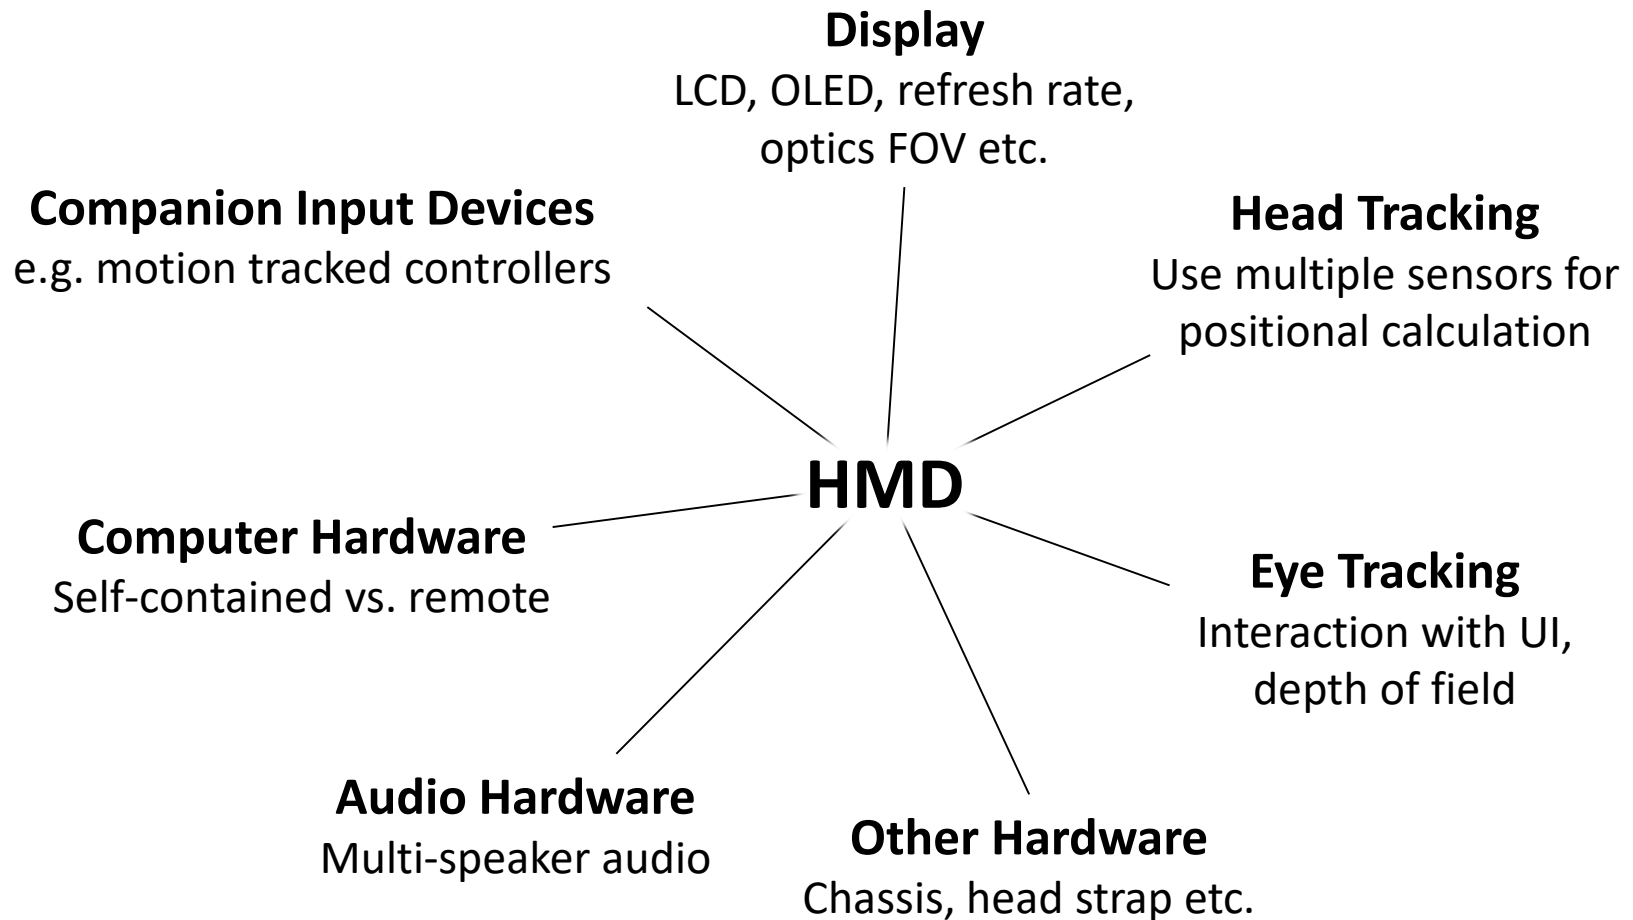 Display
LCD, OLED, refresh rate,
optics FOV etc.
Companion Input Devices
e.g. motion tracked controllers
Head Tracking
Use multiple sensors for
positional calculation
HMD
Computer Hardware
Self-contained vs. remote
Eye Tracking
Interaction with UI,
depth of field
Audio Hardware
Multi-speaker audio
Other Hardware
Chassis, head strap etc.